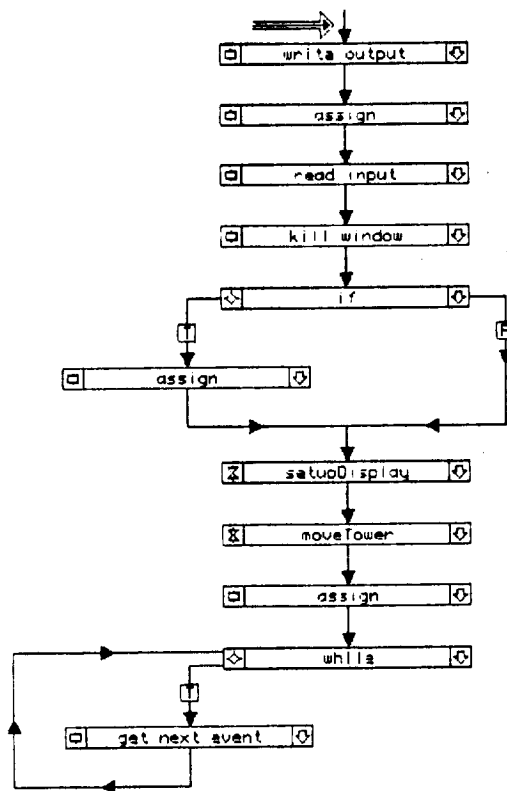 write output
assign
read input
kill window
if
T
F
assign
setupDisplay
moveTower
assign
while
T
get next event